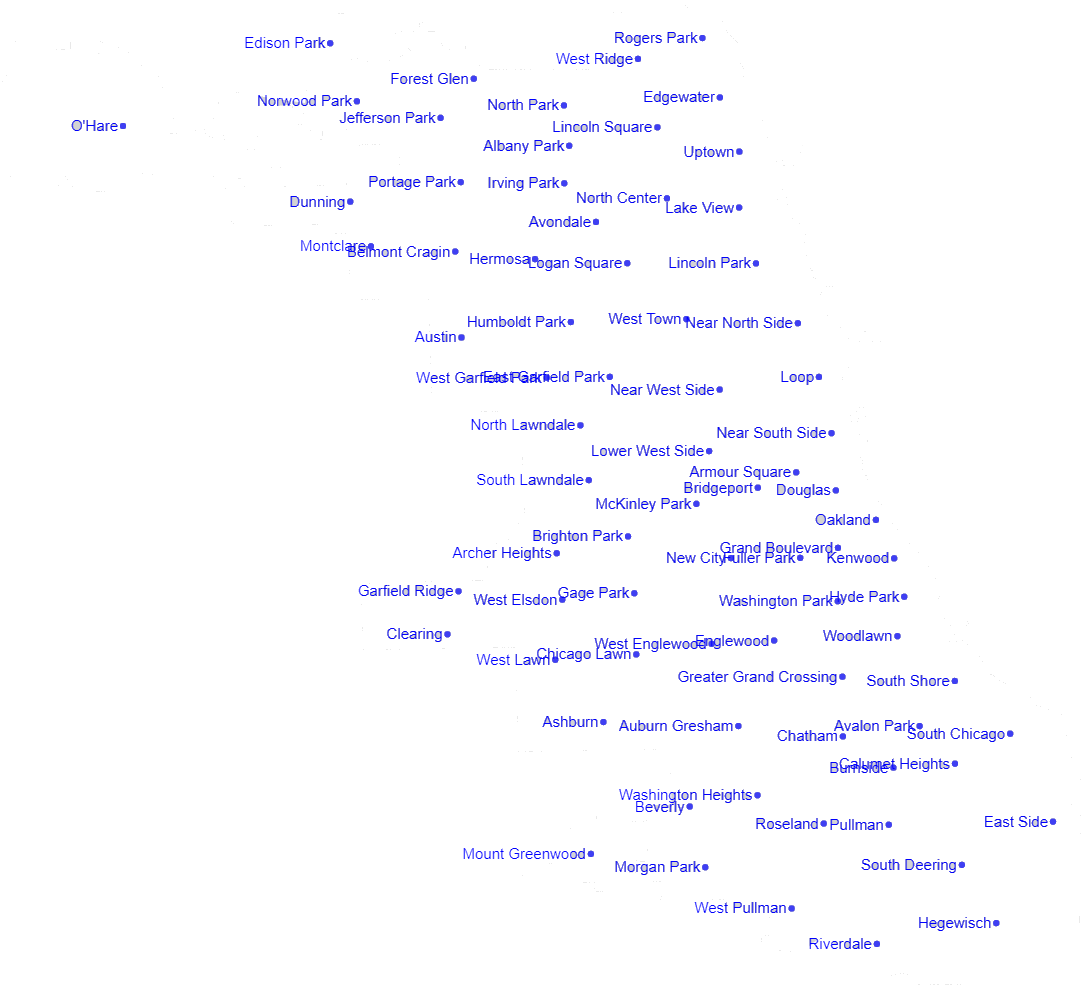 Rogers Park
Edison Park
West Ridge
Forest Glen
Edgewater
Norwood Park
North Park
Jefferson Park
O'Hare
Lincoln Square
Albany Park
Uptown
Portage Park
Irving Park
North Center
Dunning
Lake View
Avondale
Montclare
Belmont Cragin
Hermosa
Logan Square
Lincoln Park
West Town
Humboldt Park
Near North Side
Austin
West Garfield Park
East Garfield Park
Loop
Near West Side
North Lawndale
Near South Side
Lower West Side
Armour Square
South Lawndale
Bridgeport
Douglas
McKinley Park
Oakland
Brighton Park
Grand Boulevard
Archer Heights
New City
Fuller Park
Kenwood
Garfield Ridge
Gage Park
West Elsdon
Hyde Park
Washington Park
Clearing
Woodlawn
Englewood
West Englewood
Chicago Lawn
West Lawn
Greater Grand Crossing
South Shore
Ashburn
Auburn Gresham
Avalon Park
South Chicago
Chatham
Calumet Heights
Burnside
Washington Heights
Beverly
East Side
Roseland
Pullman
Mount Greenwood
South Deering
Morgan Park
West Pullman
Hegewisch
Riverdale